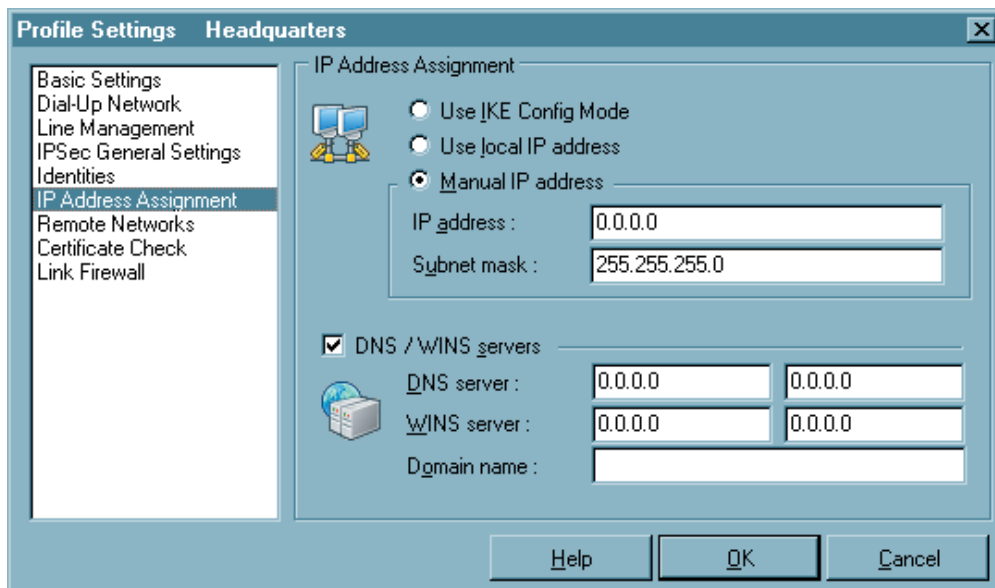 Profile Settings Headquarters
Basic Settings
Dial-Up Network
Line Management
IPSec General Settings
Identities
IP Address Assignment
Remote Networks
Certificate Check
Link Firewall
IP Address Assignment
Use IKE Config Mode
Use local IP address
Manual IP address
IP address : 0.0.0.0
Subnet mask : 255.255.255.0
DNS / WINS servers
DNS server : 0.0.0.0 0.0.0.0
WINS server : 0.0.0.0 0.0.0.0
Domain name :
Help OK Cancel